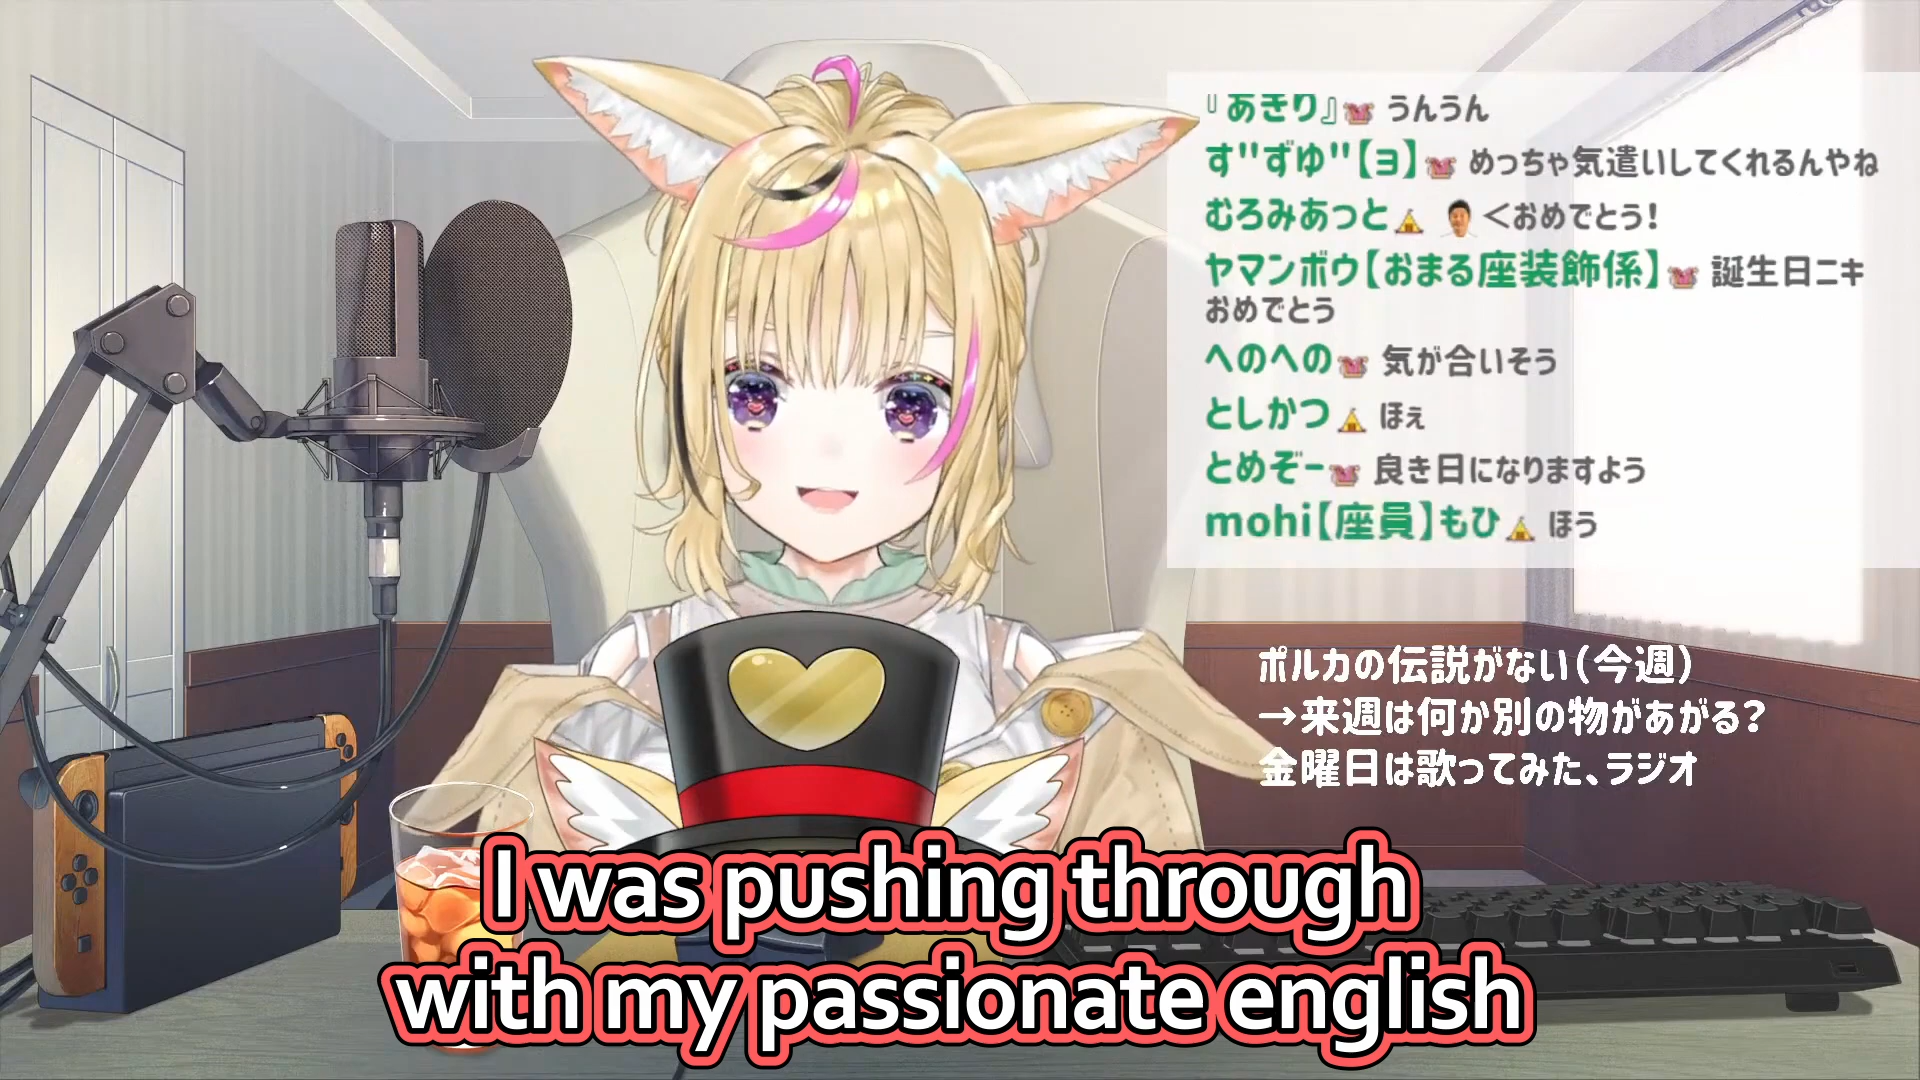 『あきり』 うんうん
す"ずゆ"【ヨ】 めっちゃ気遣いしてくれるんやね
むろみあっと <おめでとう!
ヤマンボウ【おまる座装飾係】 誕生日ニキ
おめでとう
へのへの 気が合いそう
としかつ ほぇ
とめぞー 良き日になりますよう
mohi【座員】もひ ほう
ポルカの伝説がない(今週)
→来週は何か別の物があがる?
金曜日は歌ってみた、ラジオ
I was pushing through
with my passionate english